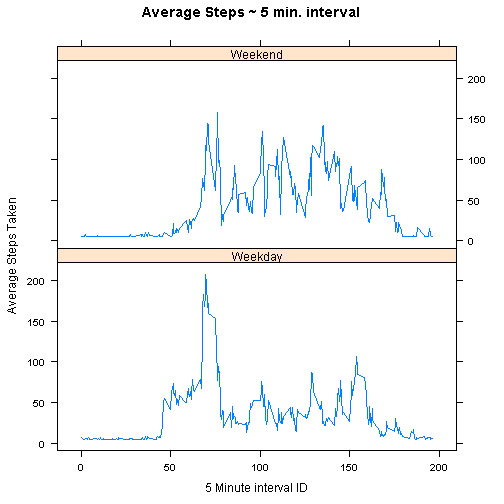 Average Steps ~ 5 min. interval
Weekend
200
150
100
50
0
Weekday
200
150
100
50
0
0 50 100 150 200
5 Minute interval ID
Average Steps Taken